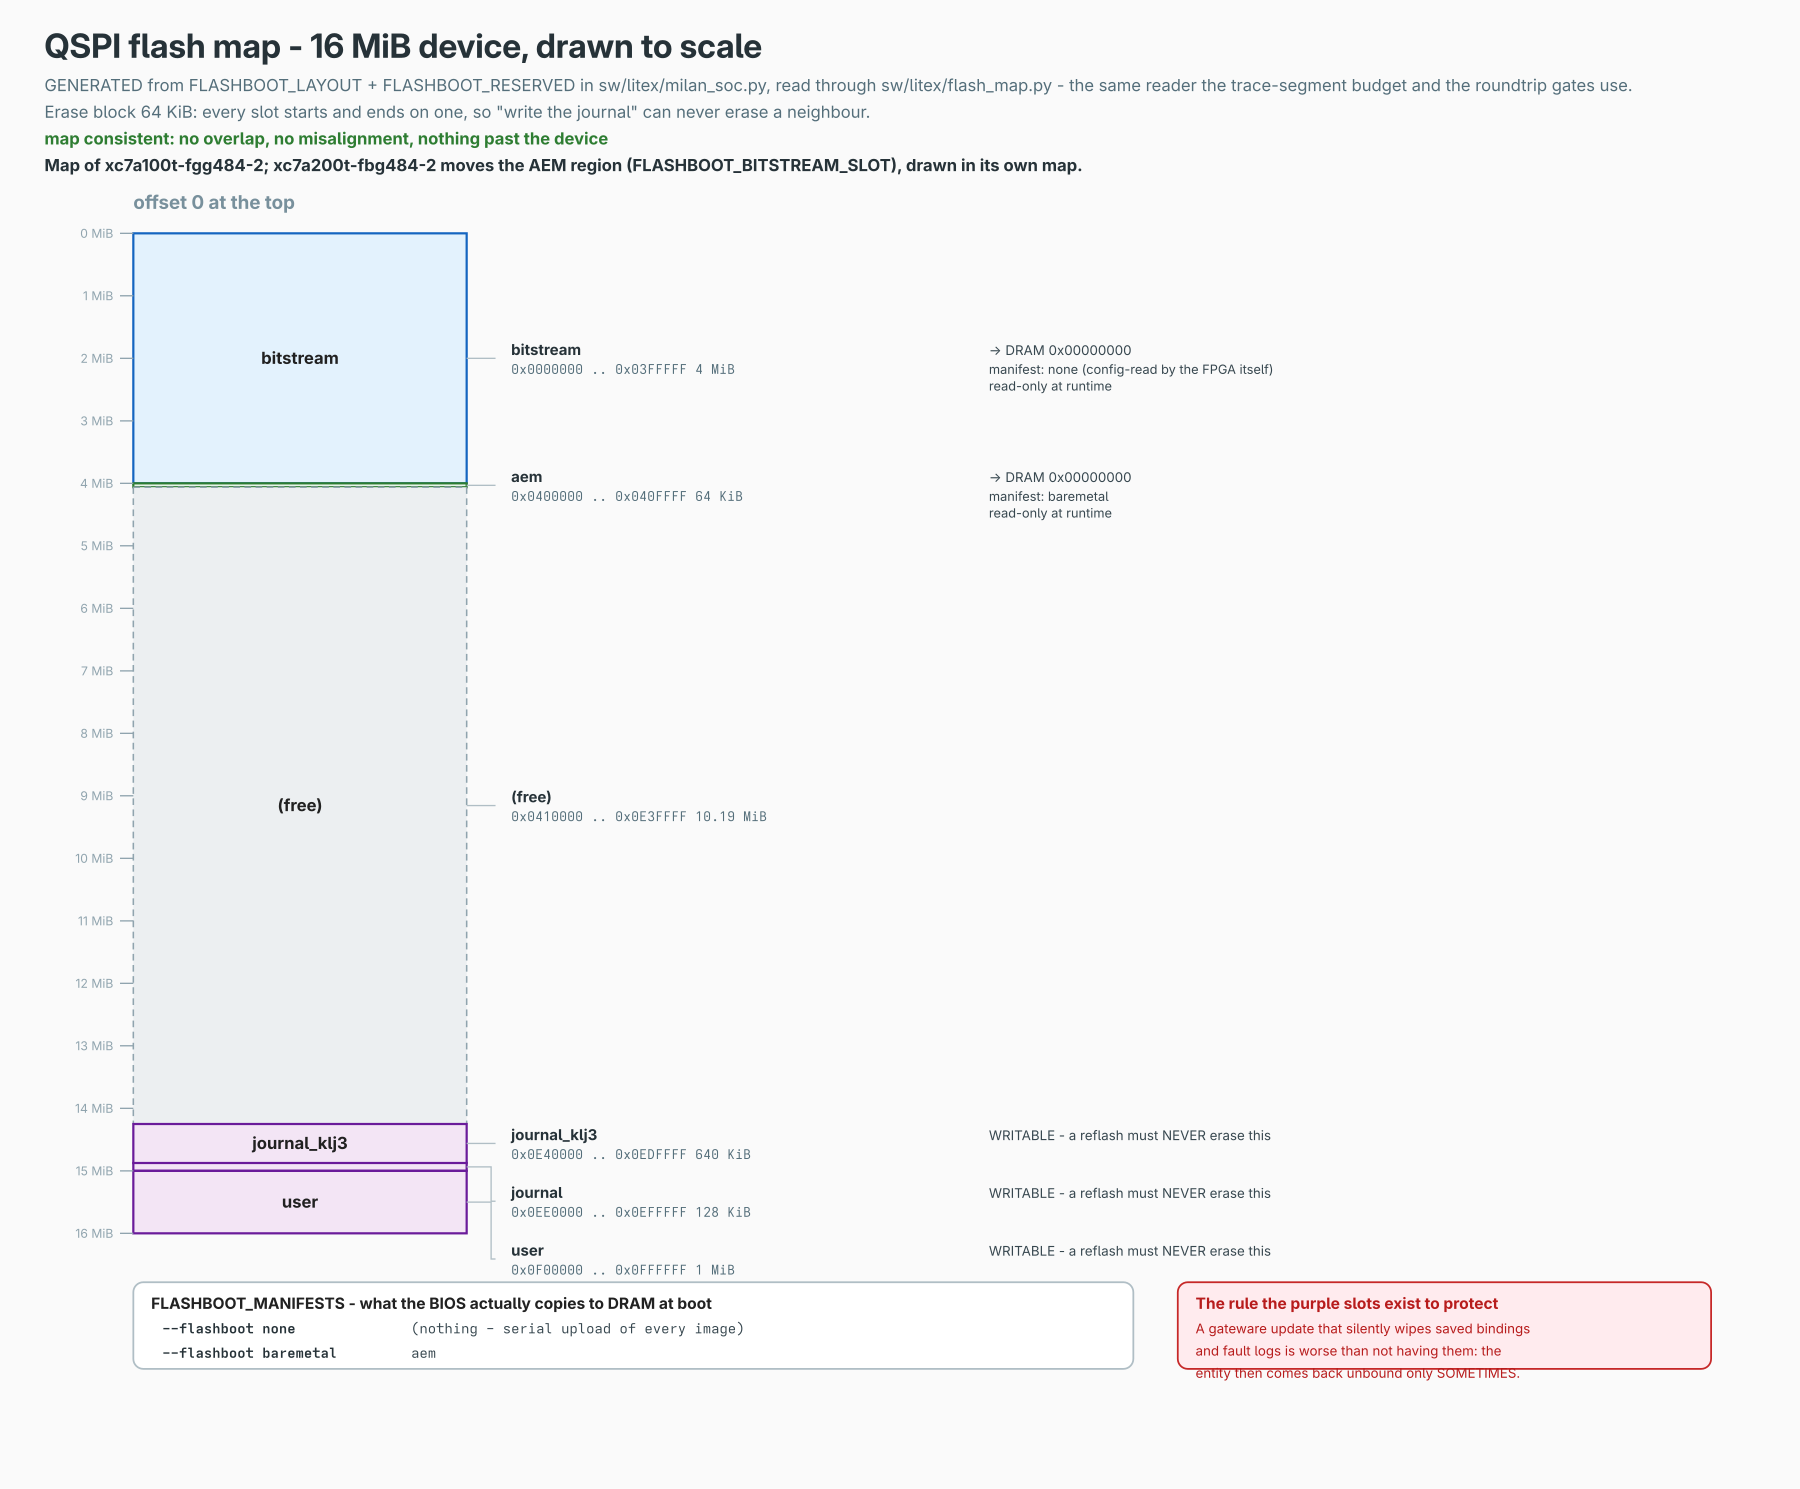 QSPI flash map - 16 MiB device, drawn to scale
GENERATED from FLASHBOOT_LAYOUT + FLASHBOOT_RESERVED in sw/litex/milan_soc.py, read through sw/litex/flash_map.py - the same reader the trace-segment budget and the roundtrip gates use.
Erase block 64 KiB: every slot starts and ends on one, so "write the journal" can never erase a neighbour.
map consistent: no overlap, no misalignment, nothing past the device
Map of xc7a100t-fgg484-2; xc7a200t-fbg484-2 moves the AEM region (FLASHBOOT_BITSTREAM_SLOT), drawn in its own map.
offset 0 at the top
0 MiB
1 MiB
2 MiB
3 MiB
4 MiB
5 MiB
6 MiB
7 MiB
8 MiB
9 MiB
10 MiB
11 MiB
12 MiB
13 MiB
14 MiB
15 MiB
16 MiB
bitstream
(free)
journal_klj3
user
bitstream
0x0000000 .. 0x03FFFFF 4 MiB
→ DRAM 0x00000000
manifest: none (config-read by the FPGA itself)
read-only at runtime
aem
0x0400000 .. 0x040FFFF 64 KiB
→ DRAM 0x00000000
manifest: baremetal
read-only at runtime
(free)
0x0410000 .. 0x0E3FFFF 10.19 MiB
journal_klj3
0x0E40000 .. 0x0EDFFFF 640 KiB
WRITABLE - a reflash must NEVER erase this
journal
0x0EE0000 .. 0x0EFFFFF 128 KiB
WRITABLE - a reflash must NEVER erase this
user
0x0F00000 .. 0x0FFFFFF 1 MiB
WRITABLE - a reflash must NEVER erase this
FLASHBOOT_MANIFESTS - what the BIOS actually copies to DRAM at boot
--flashboot none (nothing - serial upload of every image)
--flashboot baremetal aem
The rule the purple slots exist to protect
A gateware update that silently wipes saved bindings
and fault logs is worse than not having them: the
entity then comes back unbound only SOMETIMES.